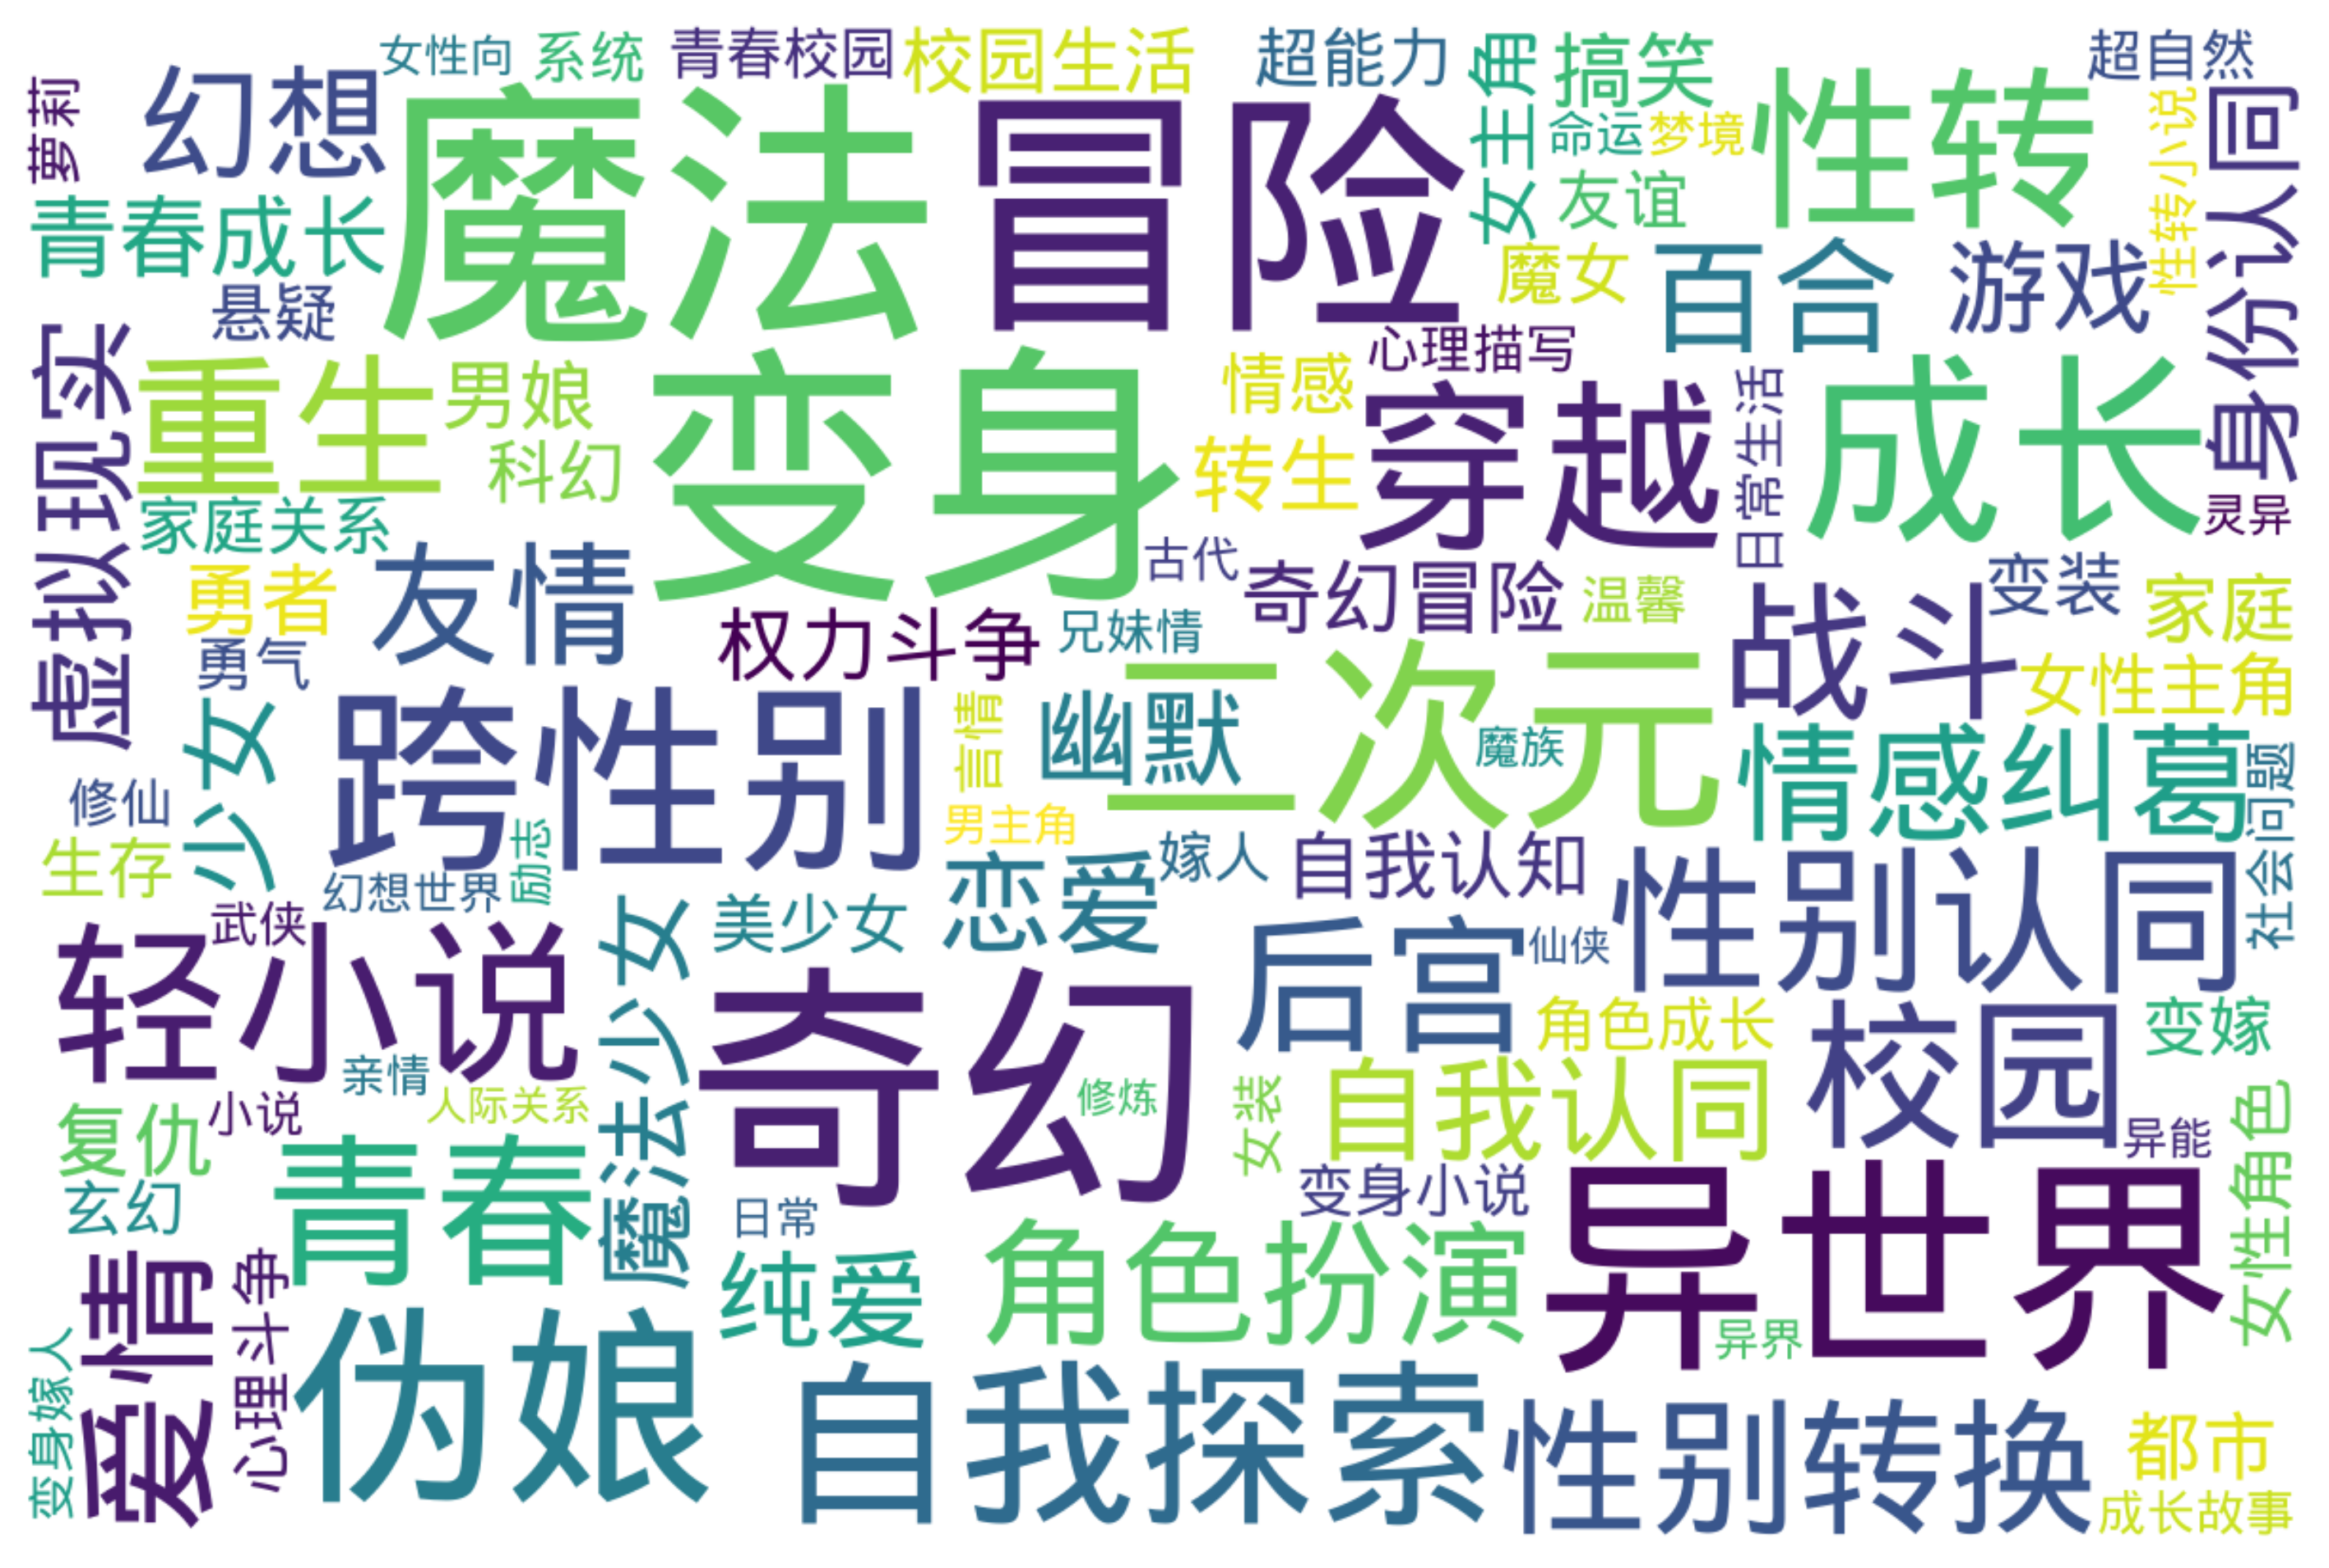 女性向
系统
青春校园
校园生活
超能力
女主角
搞笑
超自然
萝莉
幻想
魔法
冒险
命运
梦境
性转
性转小说
身份认同
青春成长
友谊
悬疑
魔女
百合
游戏
虚拟现实
重生
男娘
科幻
变身
情感
心理描写
转生
穿越
日常生活
成长
灵异
家庭关系
勇者
友情
勇气
古代
奇幻冒险
温馨
变装
家庭
权力斗争
兄妹情
二次元
战斗
女性主角
少女
跨性别
言情
幽默
魔族
情感纠葛
社会问题
修仙
生存
励志
男主角
嫁人
自我认知
幻想世界
恋爱
性别认同
武侠
轻小说
魔法少女
美少女
后宫
仙侠
奇幻
角色成长
校园
变嫁
亲情
人际关系
修炼
女装
自我认同
复仇
小说
异能
女性角色
玄幻
青春
日常
变身小说
异世界
爱情
心理斗争
纯爱
角色扮演
异界
变身嫁人
伪娘
自我探索
性别转换
都市
成长故事